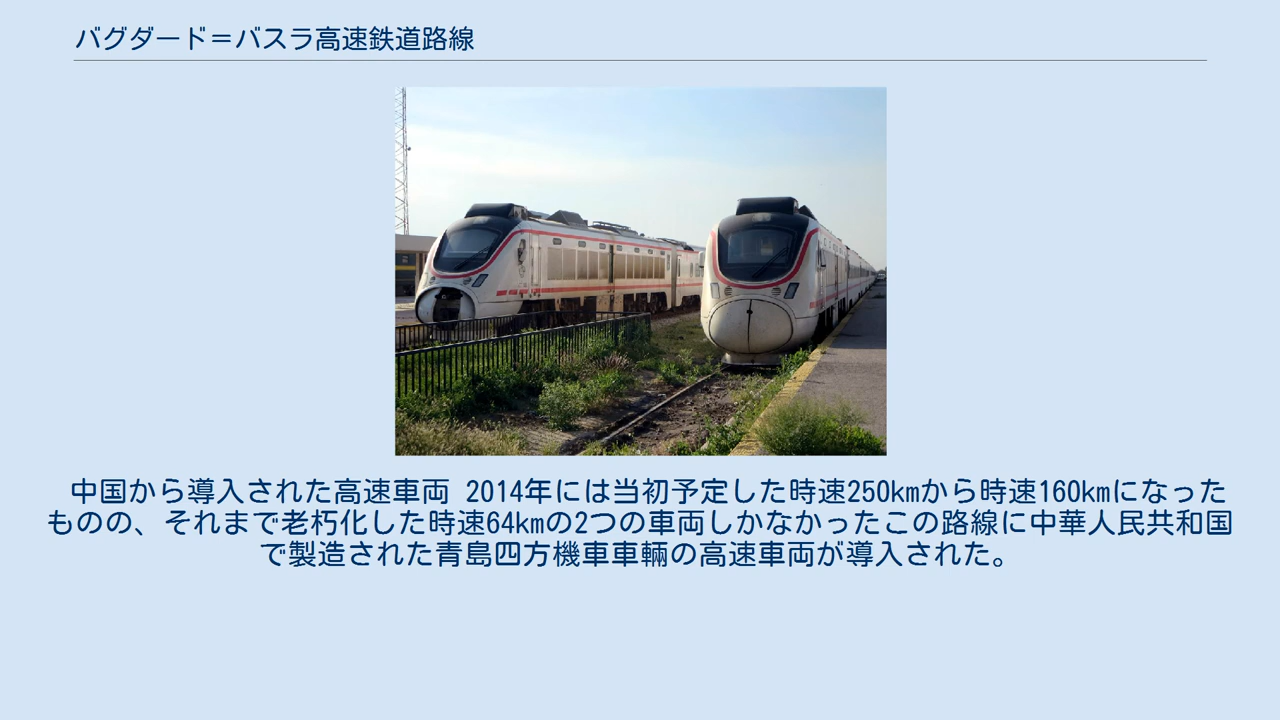 バグダード＝バスラ高速鉄道路線
中国から導入された高速車両 2014年には当初予定した時速250kmから時速160kmになった
ものの、それまで老朽化した時速64kmの2つの車両しかなかったこの路線に中華人民共和国
で製造された青島四方機車車輛の高速車両が導入された。